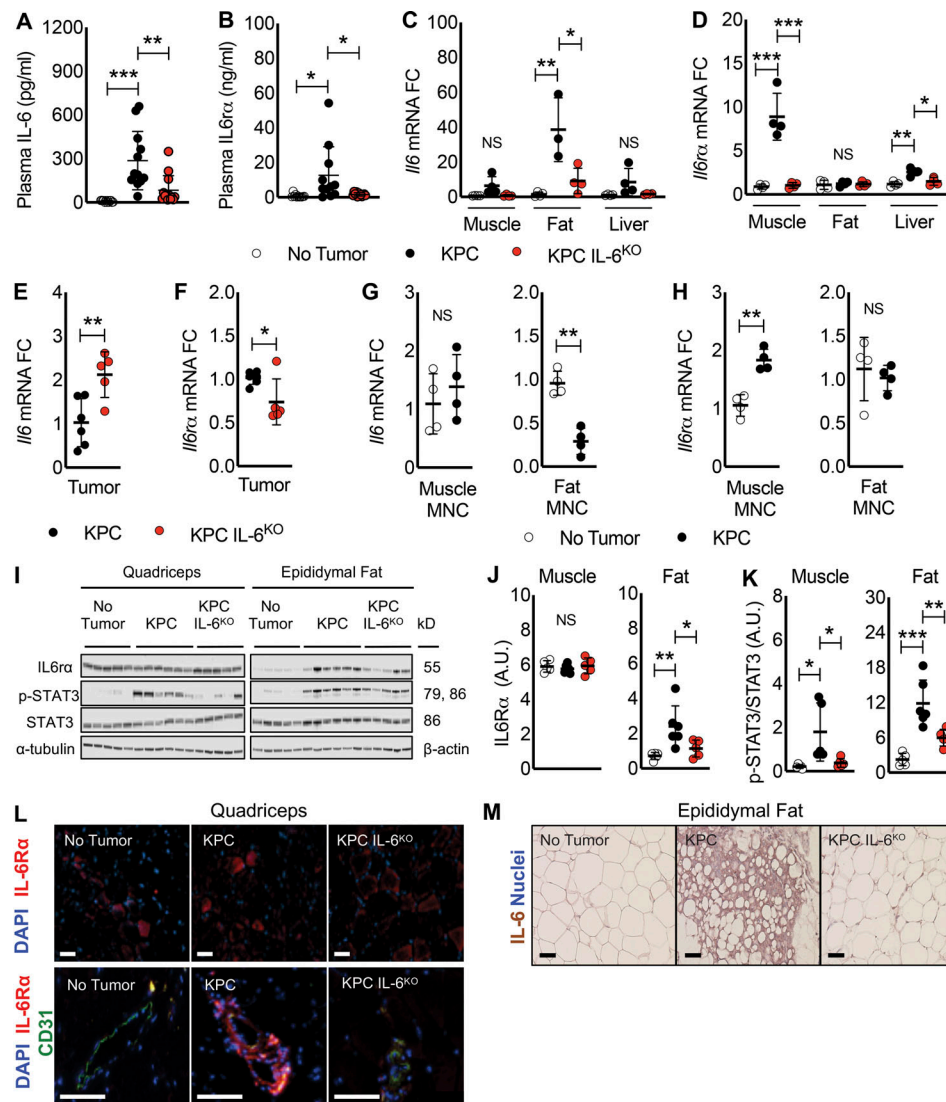 A
Plasma IL-6 (pg/ml)
1200
900
600
300
0
***
**
B
Plasma IL6rα (ng/ml)
100
80
60
40
20
0
*
*
C
Il6 mRNA FC
100
80
60
40
20
0
NS
**
*
NS
Muscle
Fat
Liver
D
Il6rα mRNA FC
20
15
10
5
0
***
***
NS
**
*
Muscle
Fat
Liver
No Tumor
KPC
KPC IL-6KO
E
Il6 mRNA FC
4
3
2
1
0
**
Tumor
F
Il6rα mRNA FC
2.0
1.5
1.0
0.5
0.0
*
Tumor
KPC
KPC IL-6KO
G
Il6 mRNA FC
3
2
1
0
NS
Muscle
MNC
2.0
1.5
1.0
0.5
0.0
**
Fat
MNC
H
Il6rα mRNA FC
3
2
1
0
**
Muscle
MNC
2.0
1.5
1.0
0.5
0.0
NS
Fat
MNC
No Tumor
KPC
I
Quadriceps
Epididymal Fat
No
Tumor
KPC
KPC
IL-6KO
No
Tumor
KPC
KPC
IL-6KO
kD
IL6rα
55
p-STAT3
79, 86
STAT3
86
α-tubulin
β-actin
J
Muscle
IL6Rα (A.U.)
10
8
6
4
2
0
NS
Fat
10
8
6
4
2
0
**
*
K
Muscle
p-STAT3/STAT3 (A.U.)
8
6
4
2
0
*
*
Fat
30
24
18
12
6
0
***
**
L
Quadriceps
DAPI IL-6Rα
No Tumor
KPC
KPC IL-6KO
DAPI IL-6Rα
CD31
No Tumor
KPC
KPC IL-6KO
M
Epididymal Fat
IL-6 Nuclei
No Tumor
KPC
KPC IL-6KO